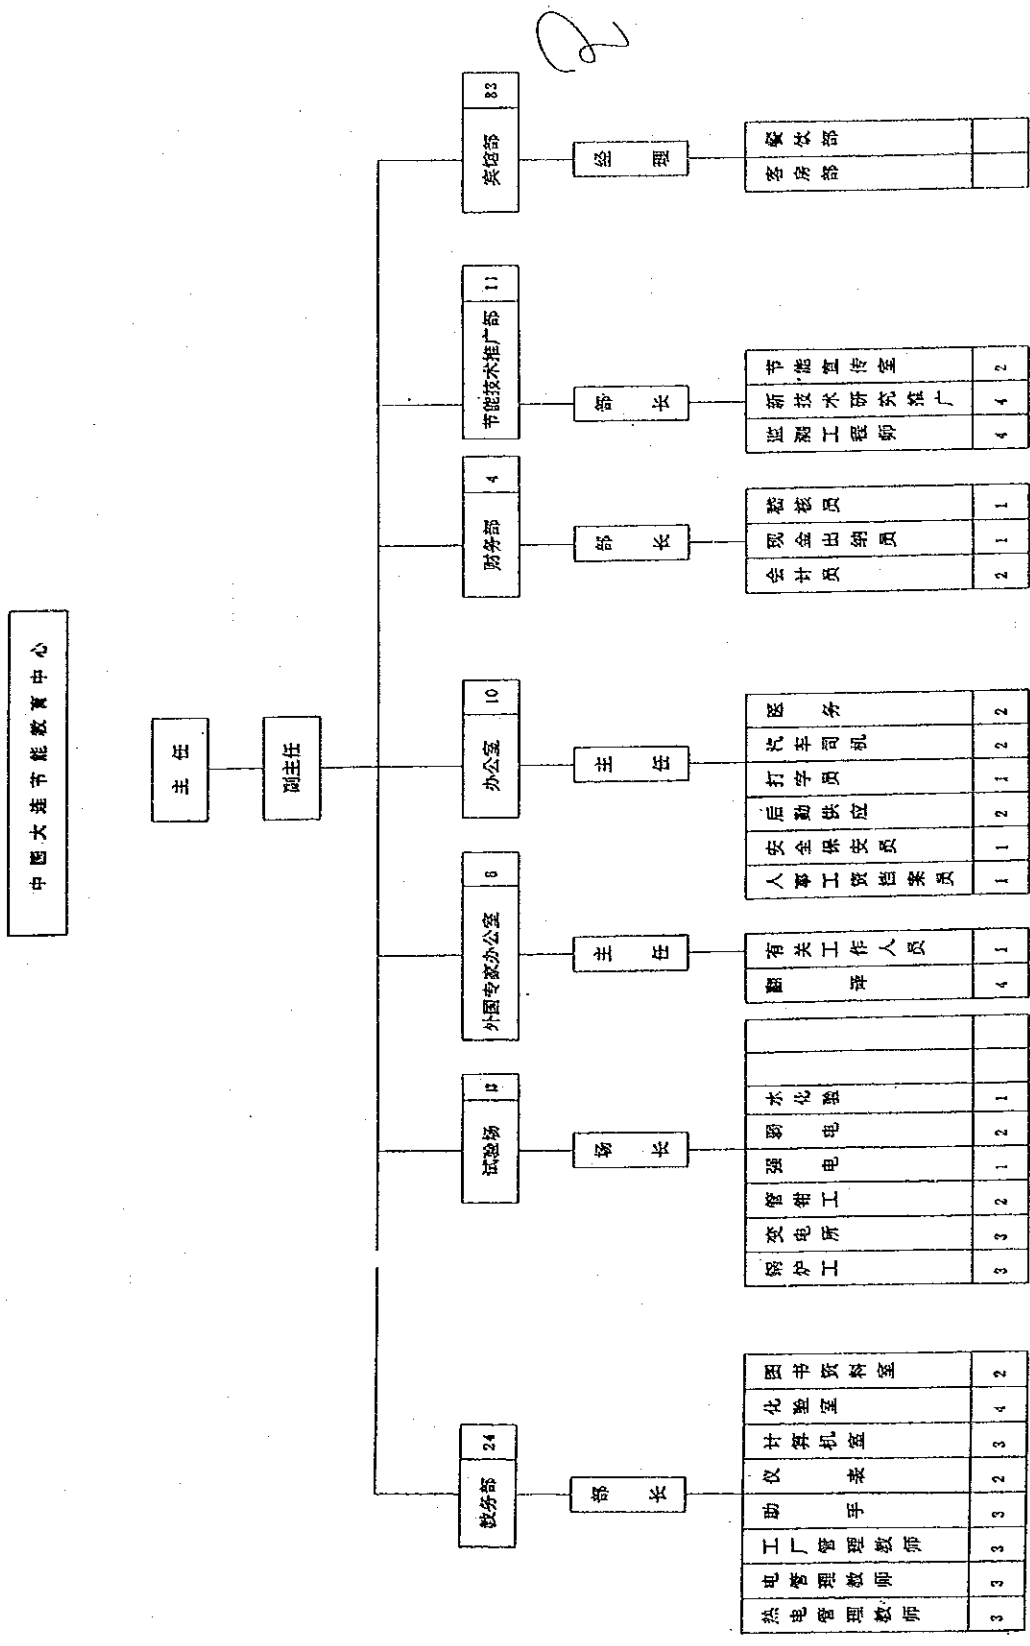 中国大连节能教育中心
主任
副主任
教务部 24
试验场 13
外国专家办公室 6
办公室 10
财务部 4
节能技术推广部 11
宾馆部 83
部长
场长
主任
主任
部长
部长
经理
热电管理教师 3
电管理教师 3
工厂管理教师 3
助手 3
仪表 2
计算机室 3
化验室 4
图书资料室 2
锅炉工 3
变电所 3
管钳工 2
强电 1
弱电 2
水化验 1
翻译 4
有关工作人员 1
人事工资档案员 1
安全保安员 1
后勤供应 2
打字员 1
汽车司机 2
医务 2
会计员 2
现金出纳员 1
稽核员 1
监测工程师 4
新技术研究推广 4
节能宣传室 2
客房部
餐饮部